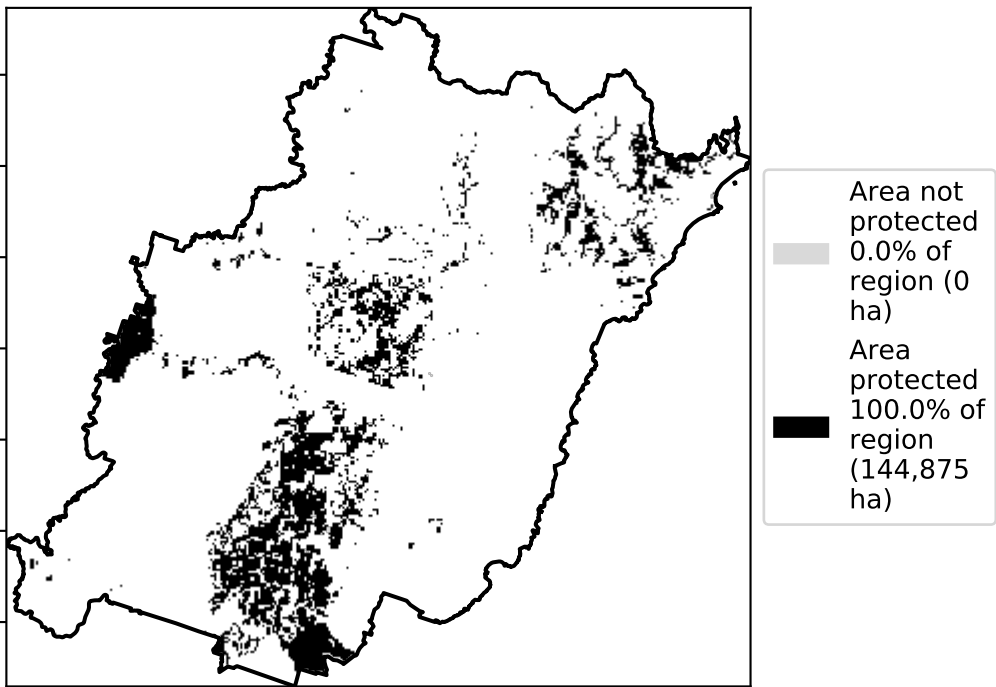 Area not
protected
0.0% of
region (0
ha)
Area
protected
100.0% of
region
(144,875
ha)